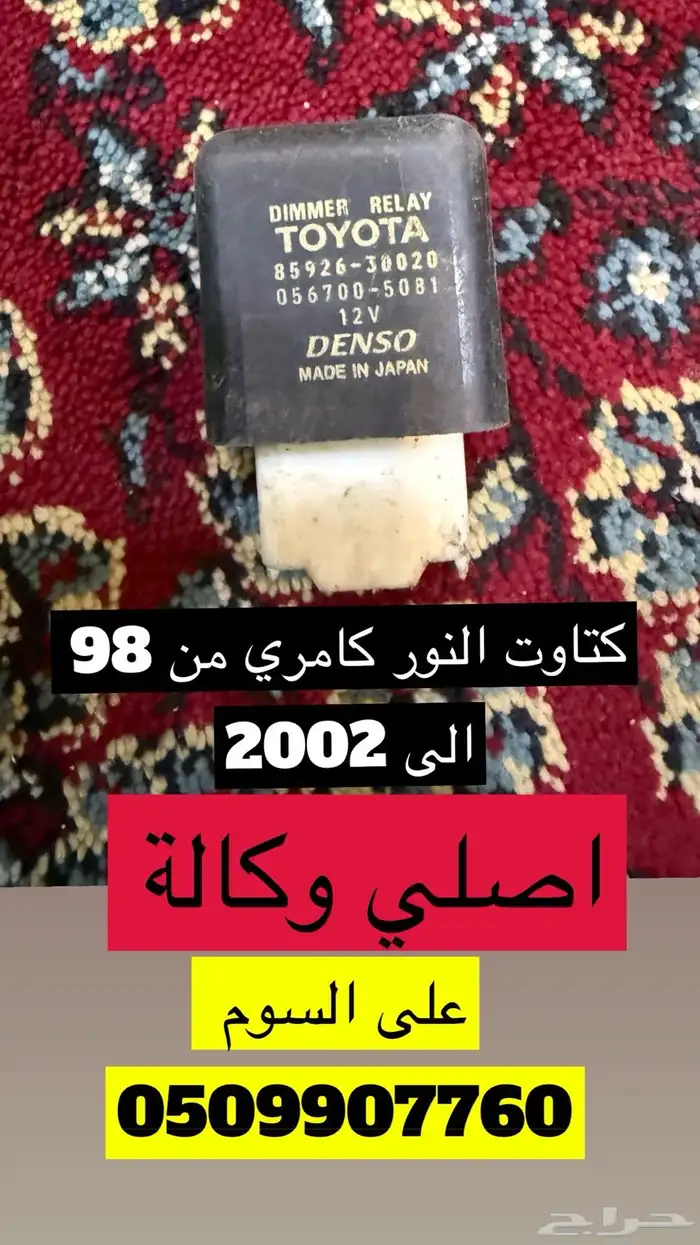 DIMMER RELAY
TOYOTA
85926-30020
056700-5081
12V
DENSO
MADE IN JAPAN
كتاوت النور كامري من 98
الى 2002
اصلي وكالة
على السوم
0509907760
حراج